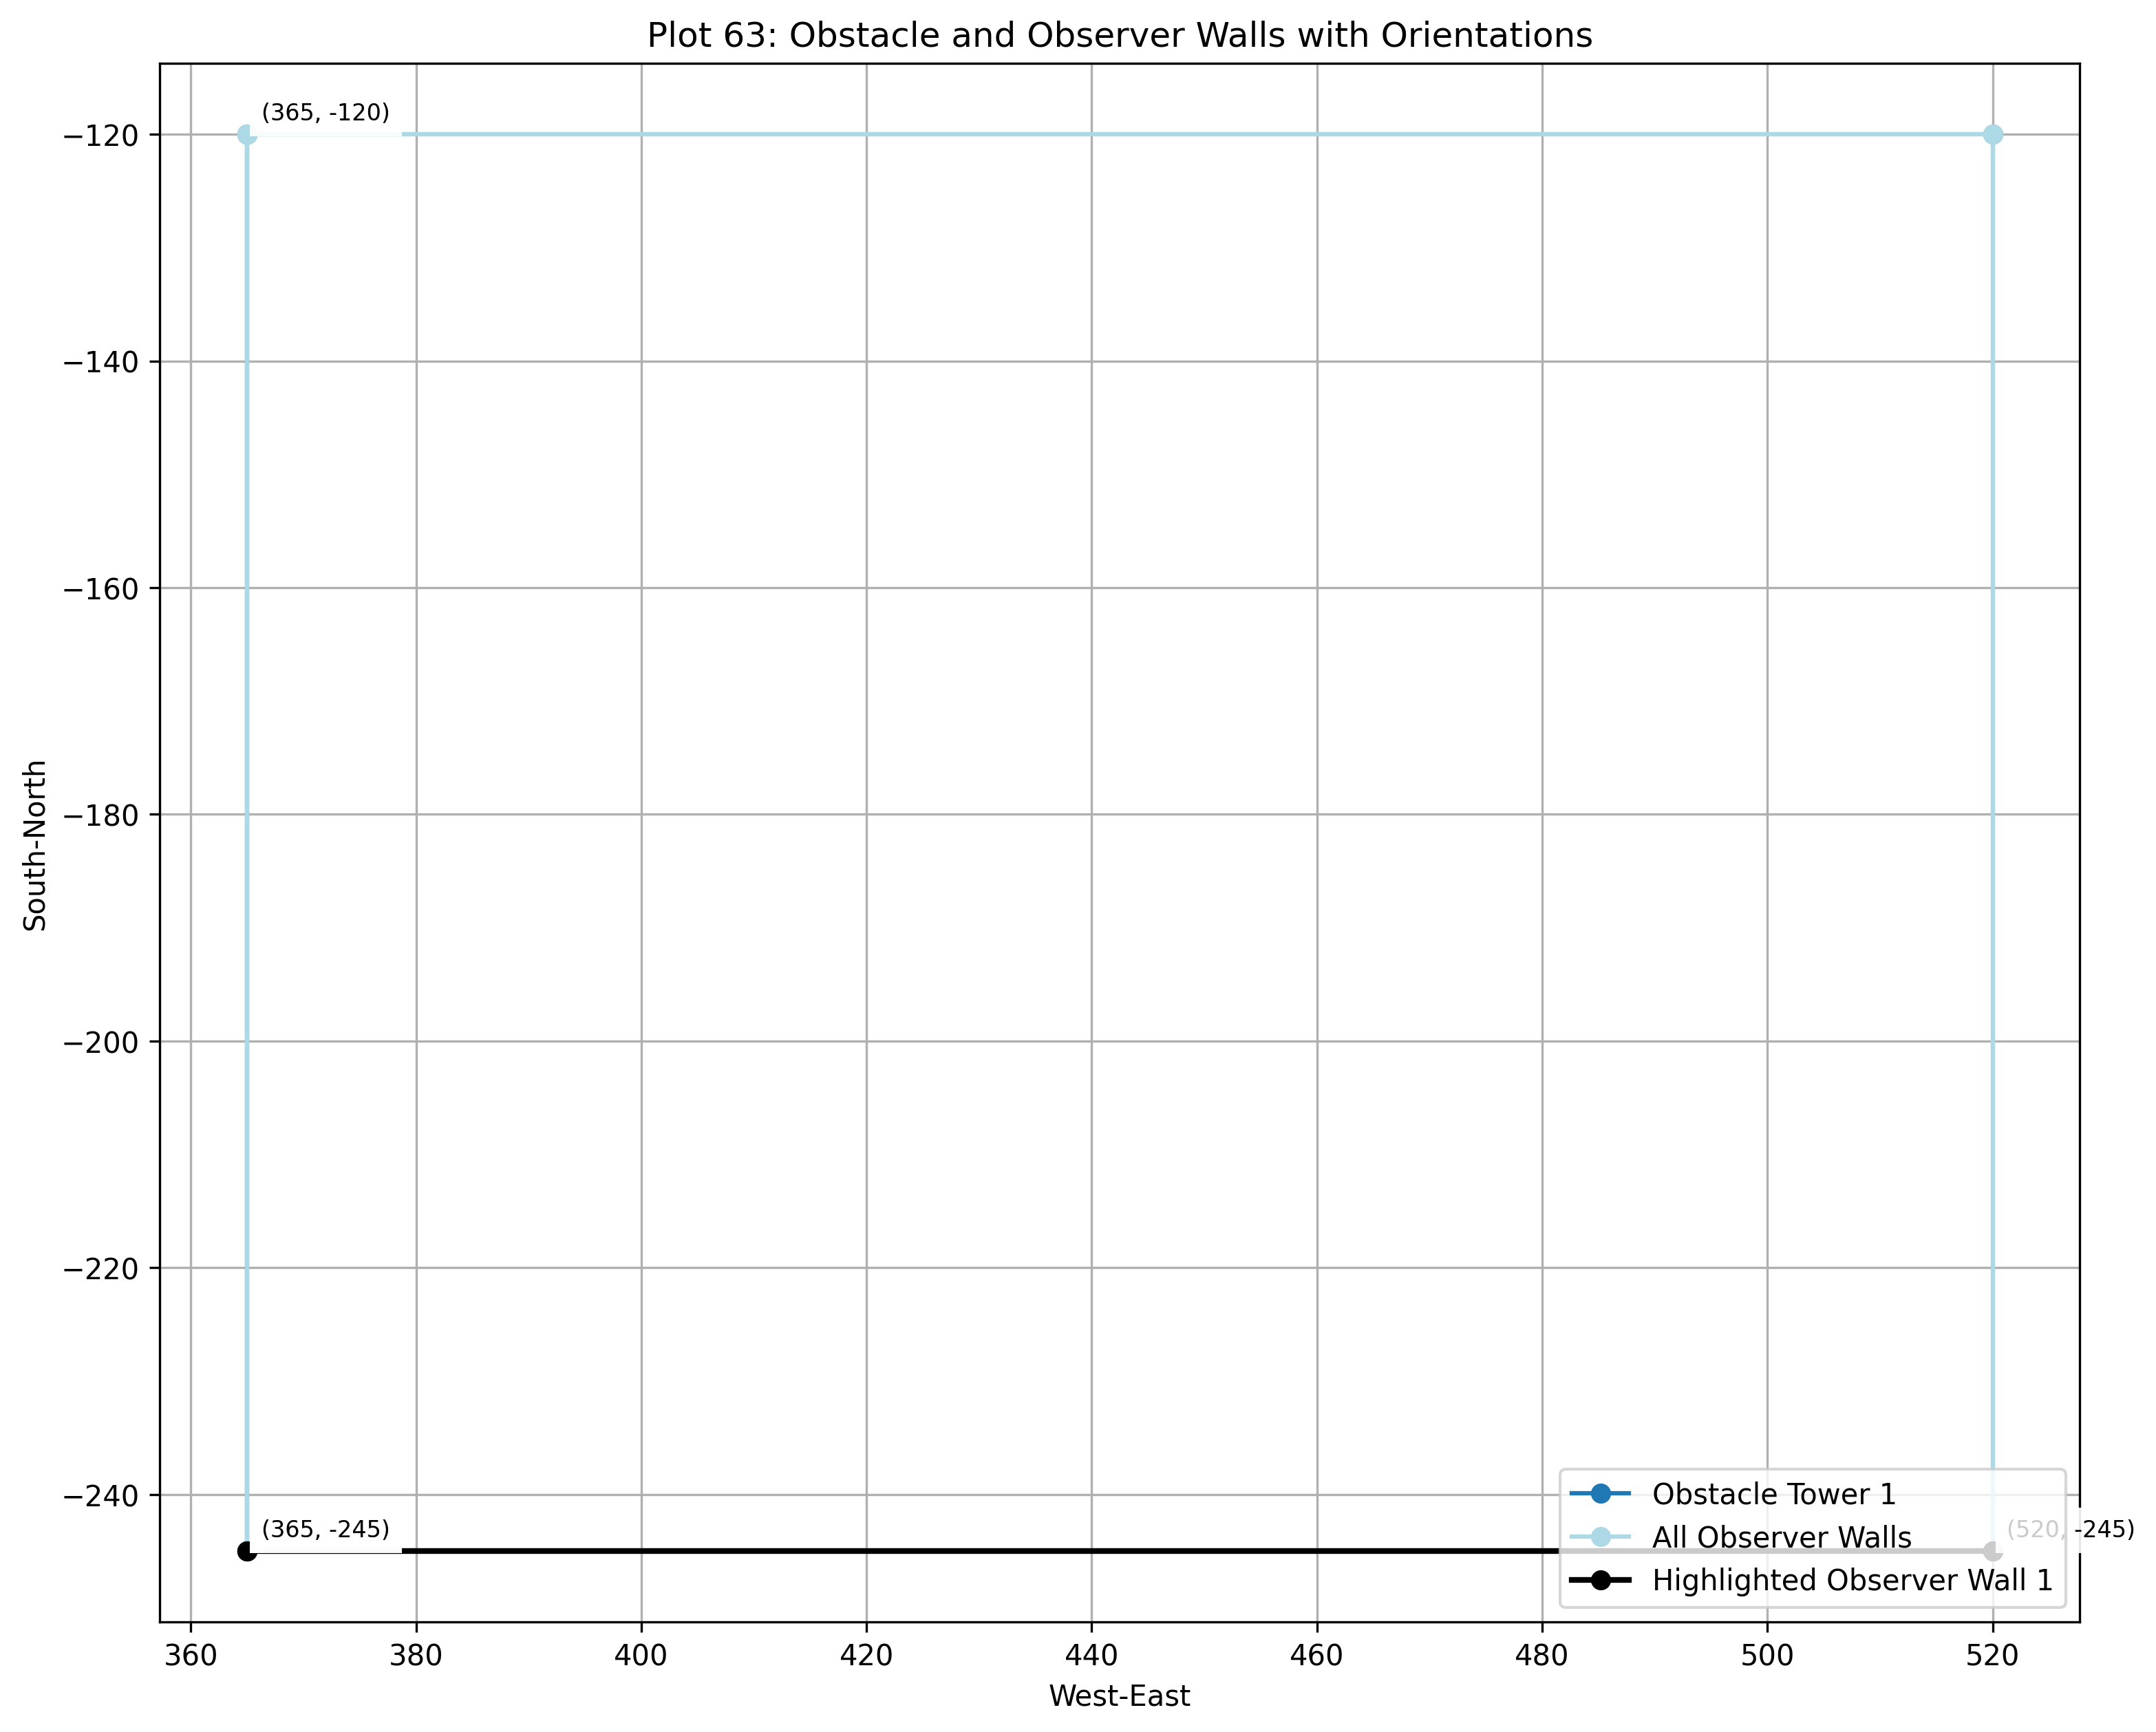 Plot 63: Obstacle and Observer Walls with Orientations
(365, -120)
−120
−140
−160
−180
−200
−220
−240
South-North
(365, -245)
(520, -245)
Obstacle Tower 1
All Observer Walls
Highlighted Observer Wall 1
360 380 400 420 440 460 480 500 520
West-East